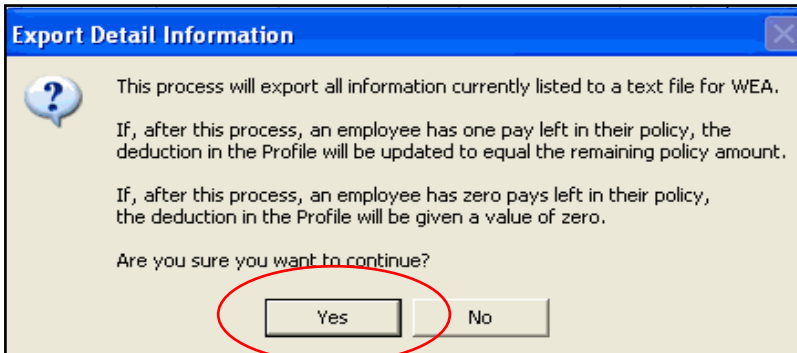 Export Detail Information
This process will export all information currently listed to a text file for WEA.
If, after this process, an employee has one pay left in their policy, the
deduction in the Profile will be updated to equal the remaining policy amount.
If, after this process, an employee has zero pays left in their policy,
the deduction in the Profile will be given a value of zero.
Are you sure you want to continue?
Yes
No